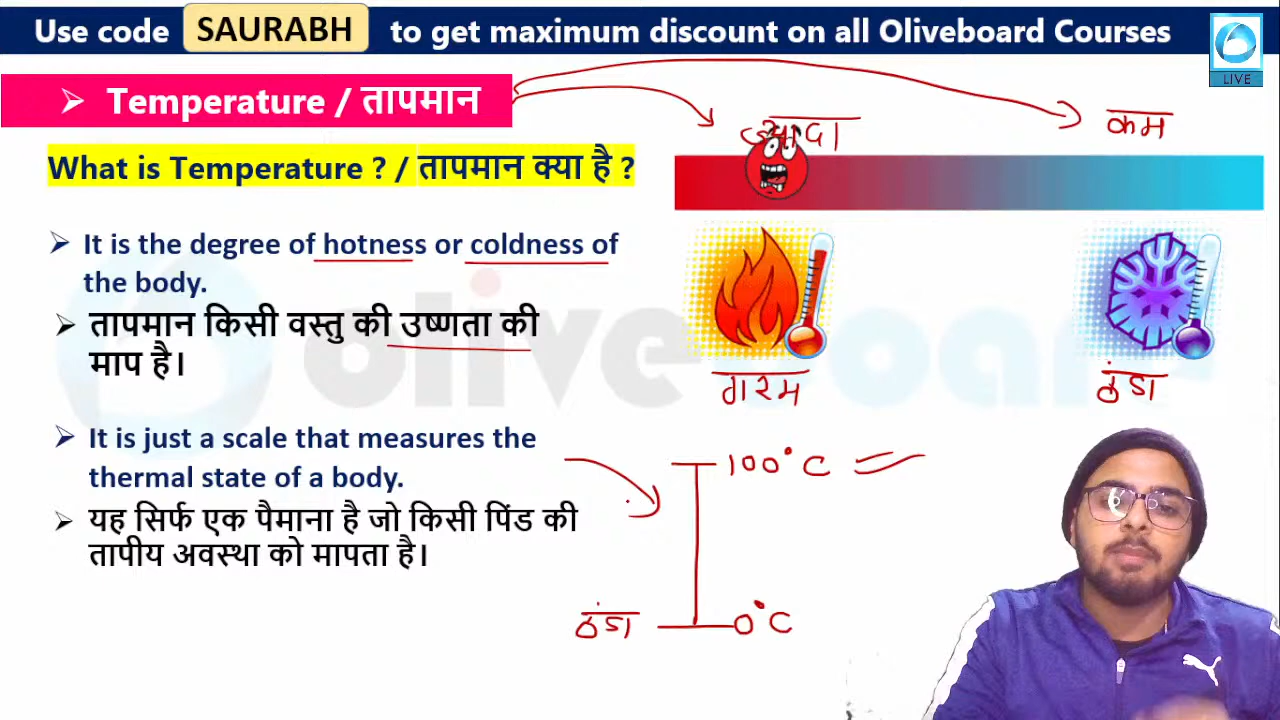 Use code SAURABH to get maximum discount on all Oliveboard Courses
LIVE
Temperature / तापमान
ज्यादा
कम
What is Temperature ? / तापमान क्या है ?
It is the degree of hotness or coldness of
the body.
तापमान किसी वस्तु की उष्णता की
माप है।
गरम
ठंडा
oliveboard
It is just a scale that measures the
thermal state of a body.
100°C
यह सिर्फ एक पैमाना है जो किसी पिंड की
तापीय अवस्था को मापता है।
ठंडा
0°C